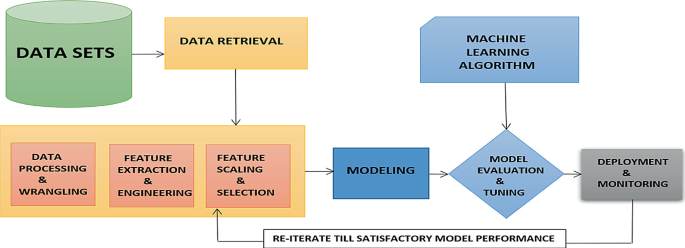 DATA SETS
DATA RETRIEVAL
MACHINE
LEARNING
ALGORITHM
DATA
PROCESSING
&
WRANGLING
FEATURE
EXTRACTION
&
ENGINEERING
FEATURE
SCALING
&
SELECTION
MODELING
MODEL
EVALUATION
&
TUNING
DEPLOYMENT
&
MONITORING
RE-ITERATE TILL SATISFACTORY MODEL PERFORMANCE